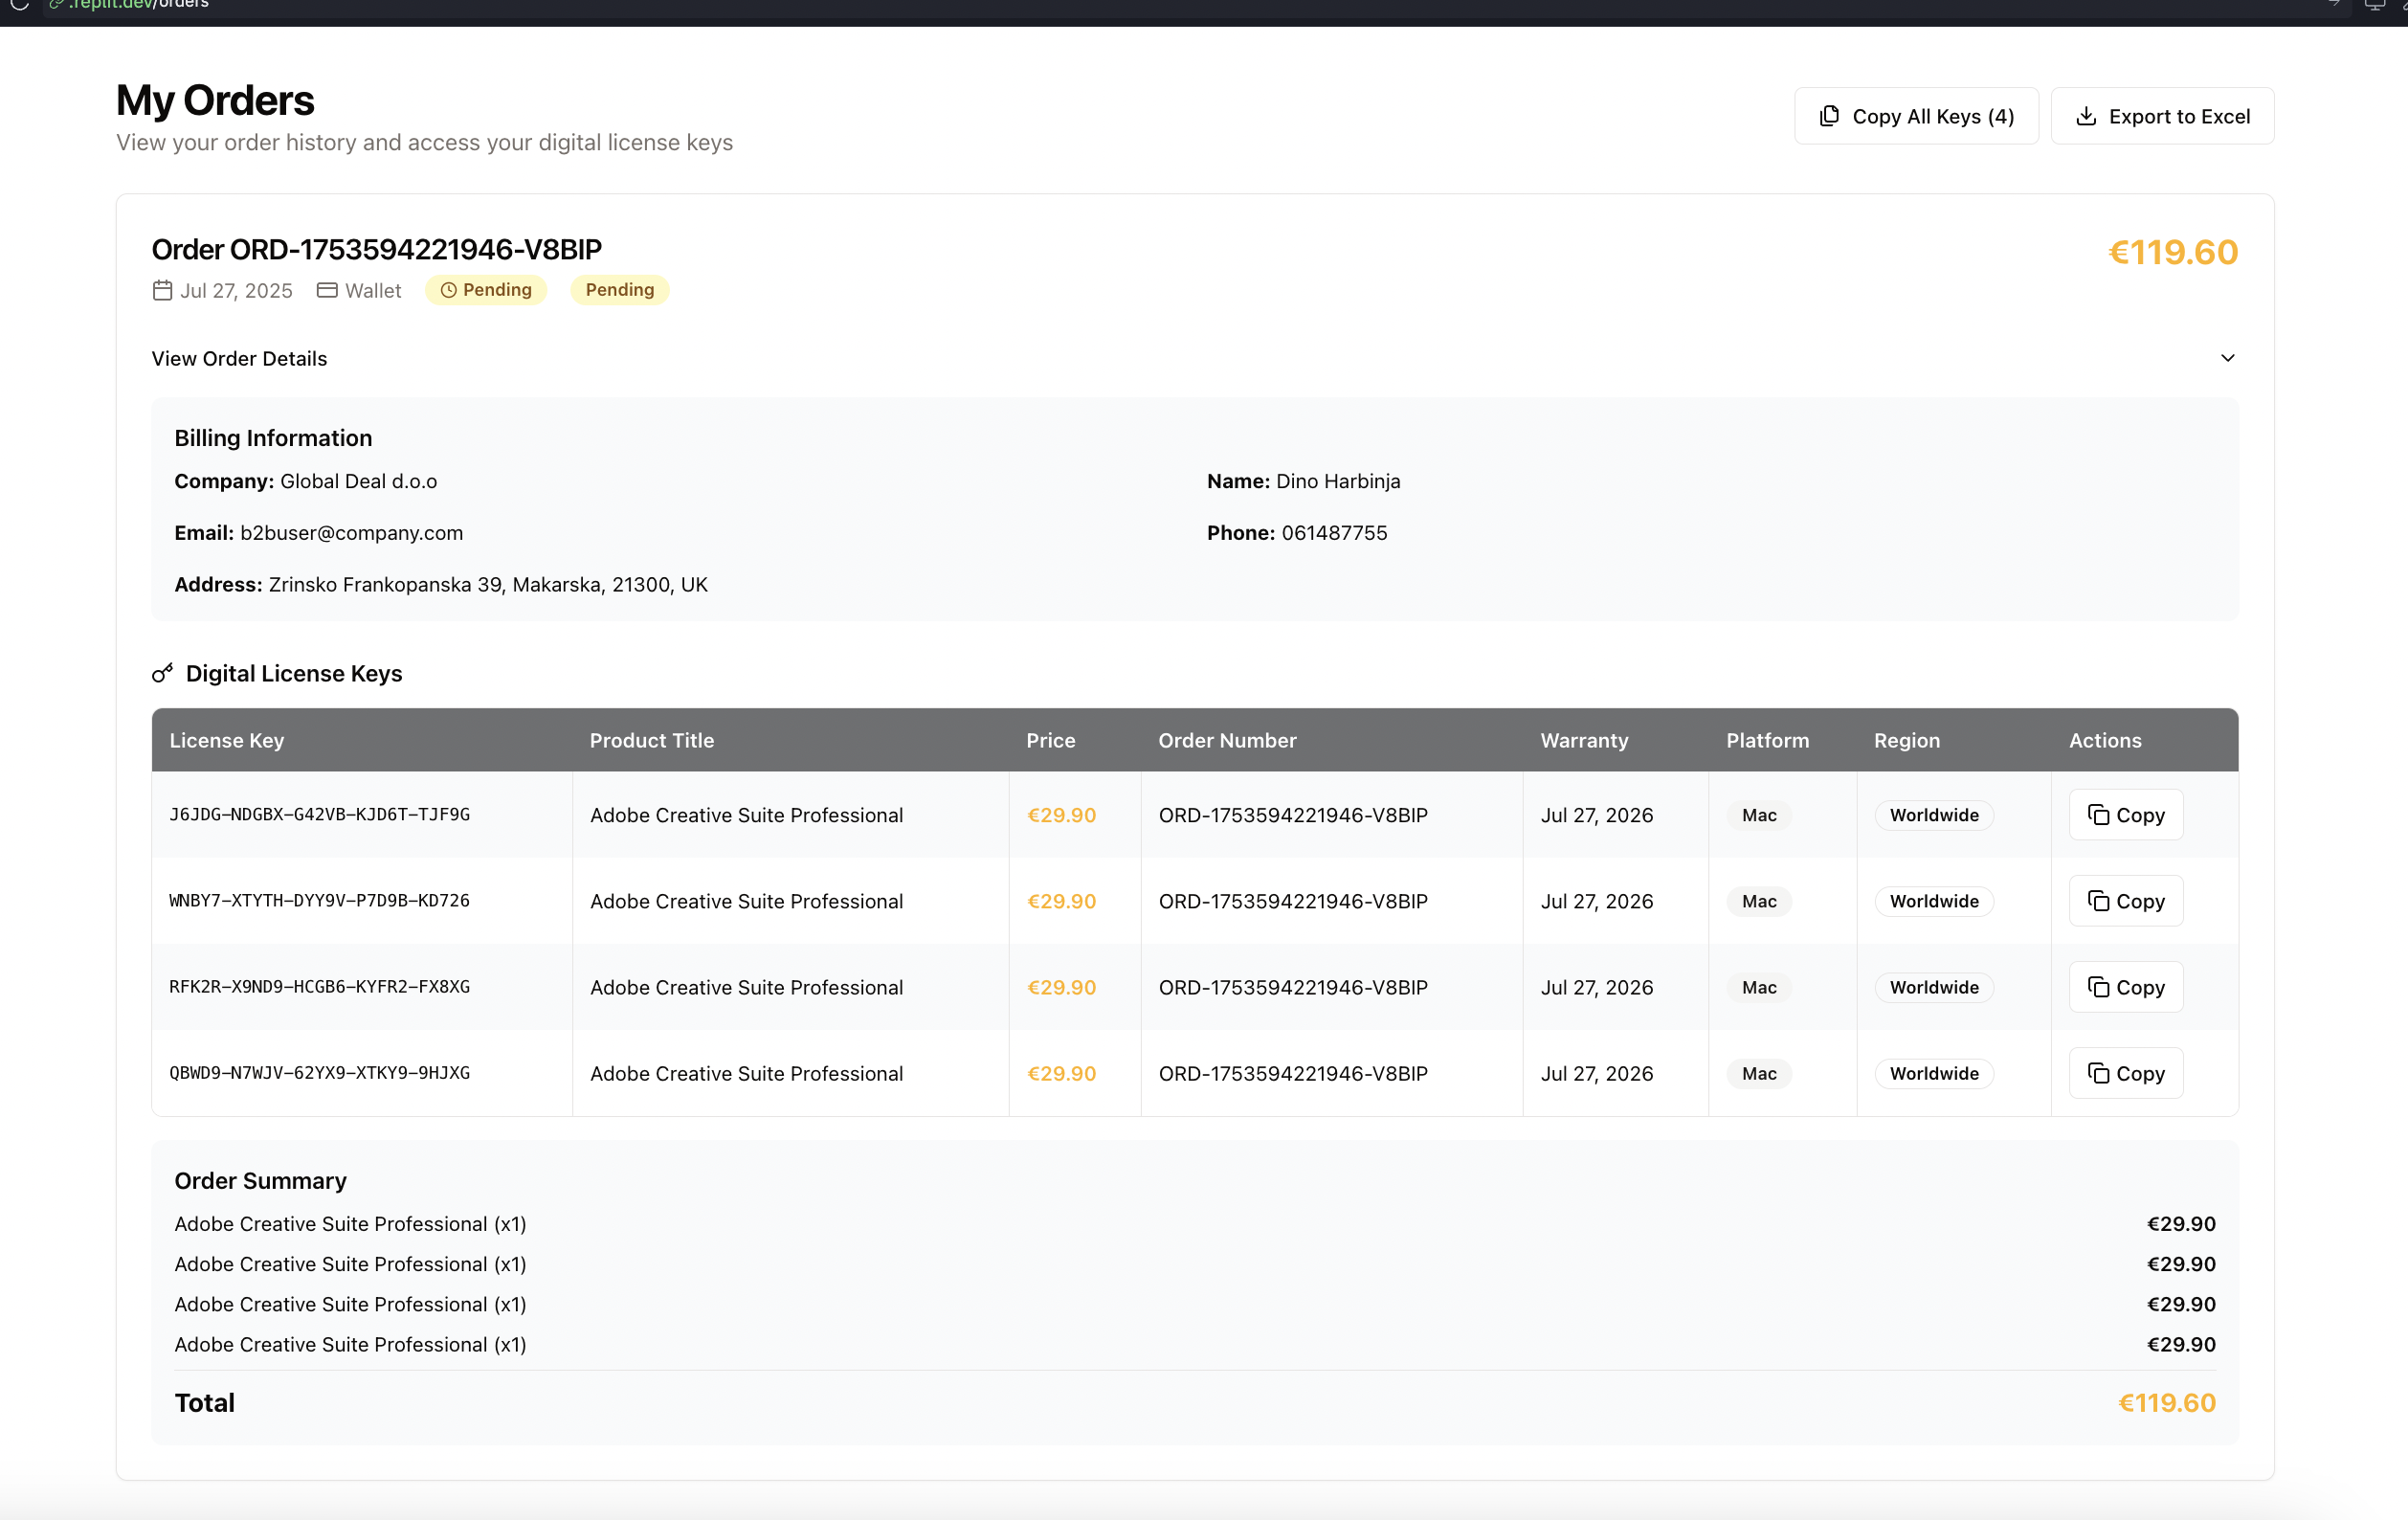 .replit.dev/orders
My Orders
View your order history and access your digital license keys
Copy All Keys (4)
Export to Excel
Order ORD-1753594221946-V8BIP
€119.60
Jul 27, 2025 Wallet Pending Pending
View Order Details
Billing Information
Company: Global Deal d.o.o
Name: Dino Harbinja
Email: b2buser@company.com
Phone: 061487755
Address: Zrinsko Frankopanska 39, Makarska, 21300, UK
Digital License Keys
License Key Product Title Price Order Number Warranty Platform Region Actions
J6JDG-NDGBX-G42VB-KJD6T-TJF9G Adobe Creative Suite Professional €29.90 ORD-1753594221946-V8BIP Jul 27, 2026 Mac Worldwide Copy
WNBY7-XTYTH-DYY9V-P7D9B-KD726 Adobe Creative Suite Professional €29.90 ORD-1753594221946-V8BIP Jul 27, 2026 Mac Worldwide Copy
RFK2R-X9ND9-HCGB6-KYFR2-FX8XG Adobe Creative Suite Professional €29.90 ORD-1753594221946-V8BIP Jul 27, 2026 Mac Worldwide Copy
QBWD9-N7WJV-62YX9-XTKY9-9HJXG Adobe Creative Suite Professional €29.90 ORD-1753594221946-V8BIP Jul 27, 2026 Mac Worldwide Copy
Order Summary
Adobe Creative Suite Professional (x1) €29.90
Adobe Creative Suite Professional (x1) €29.90
Adobe Creative Suite Professional (x1) €29.90
Adobe Creative Suite Professional (x1) €29.90
Total €119.60